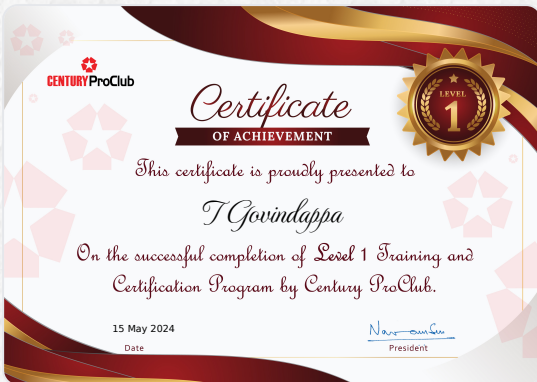 CENTURY ProClub
LEVEL
1
Certificate
OF ACHIEVEMENT
This certificate is proudly presented to
T Govindappa
On the successful completion of Level 1 Training and
Certification Program by Century ProClub.
15 May 2024
Date
President